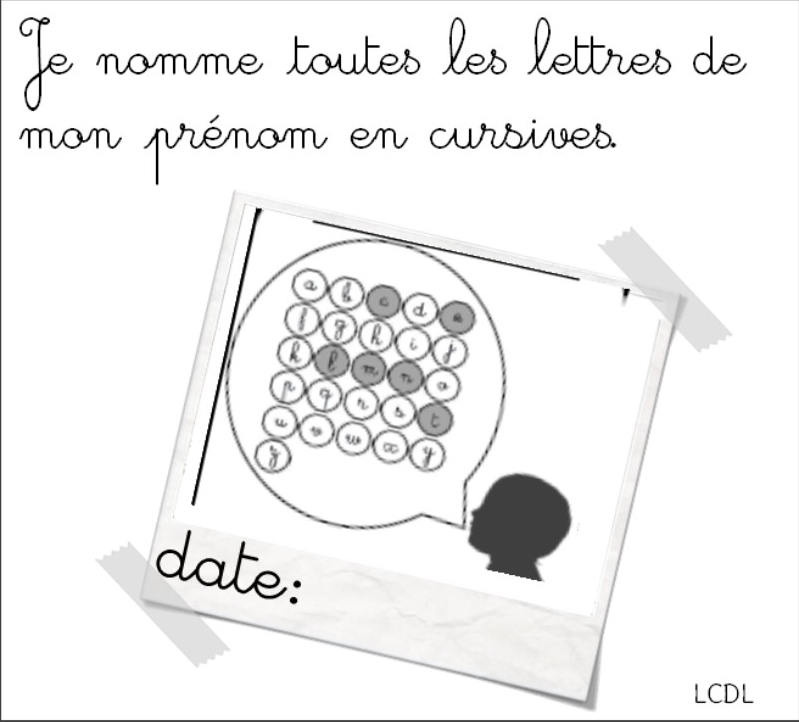 Je nomme toutes les lettres de
mon prénom en cursives.
a b c d e
f g h i j
k l m n o
p q r s t
u v w x y
z
date:
LCDL